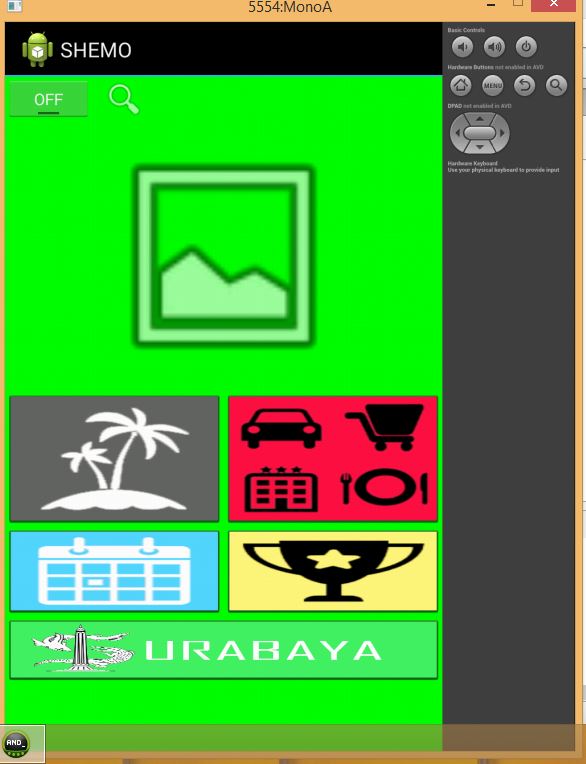 5554:MonoA
SHEMO
OFF
Basic Controls
Hardware Buttons not enabled in AVD
MENU
DPAD not enabled in AVD
Hardware Keyboard
Use your physical keyboard to provide input
URABAYA
AND_